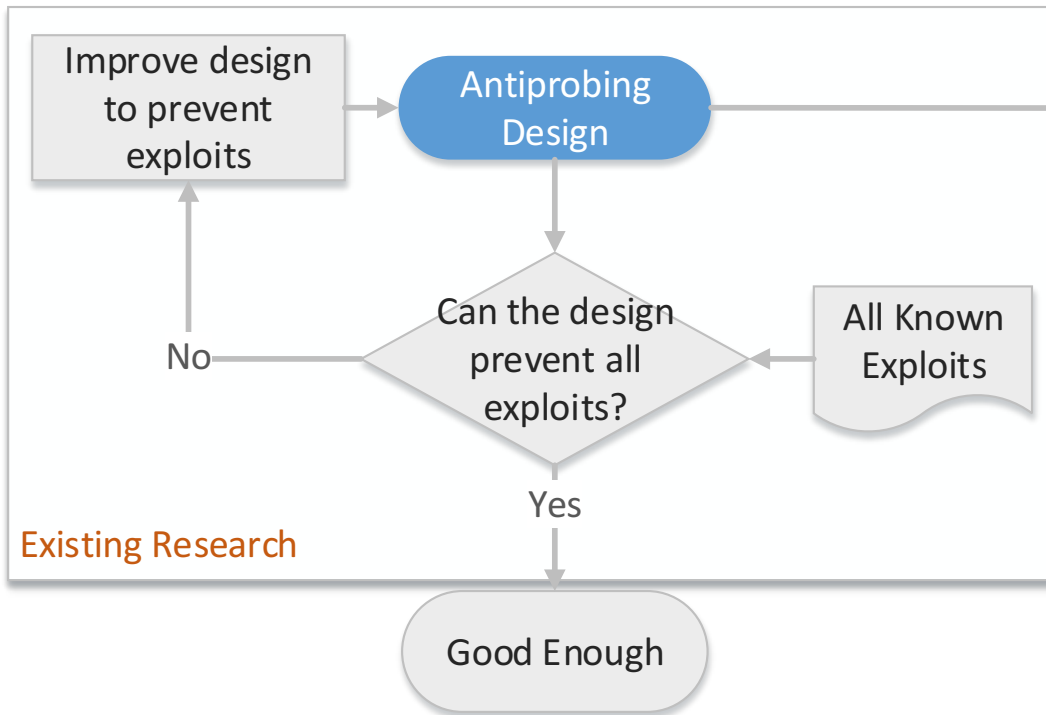 Improve design
to prevent
exploits
Antiprobing
Design
Can the design
prevent all
exploits?
All Known
Exploits
No
Yes
Existing Research
Good Enough